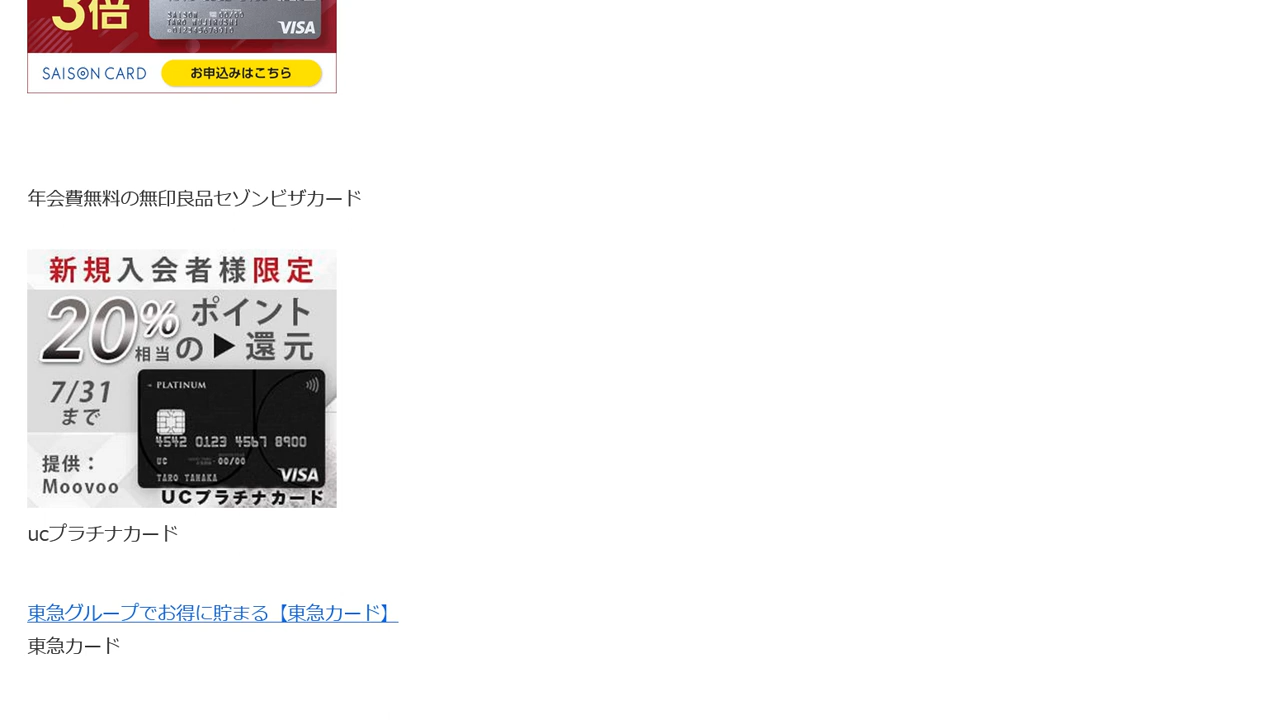 3倍
SAISON 00/00
TARO MUJIRUSHI
VISA
SAISON CARD お申込みはこちら
年会費無料の無印良品セゾンビザカード
新規入会者様限定
20%相当のポイント▶還元
7/31まで
PLATINUM
4542 0123 4567 8900
UC 00/00
TARO TANAKA
VISA
提供：
Moovoo
UCプラチナカード
ucプラチナカード
東急グループでお得に貯まる【東急カード】
東急カード